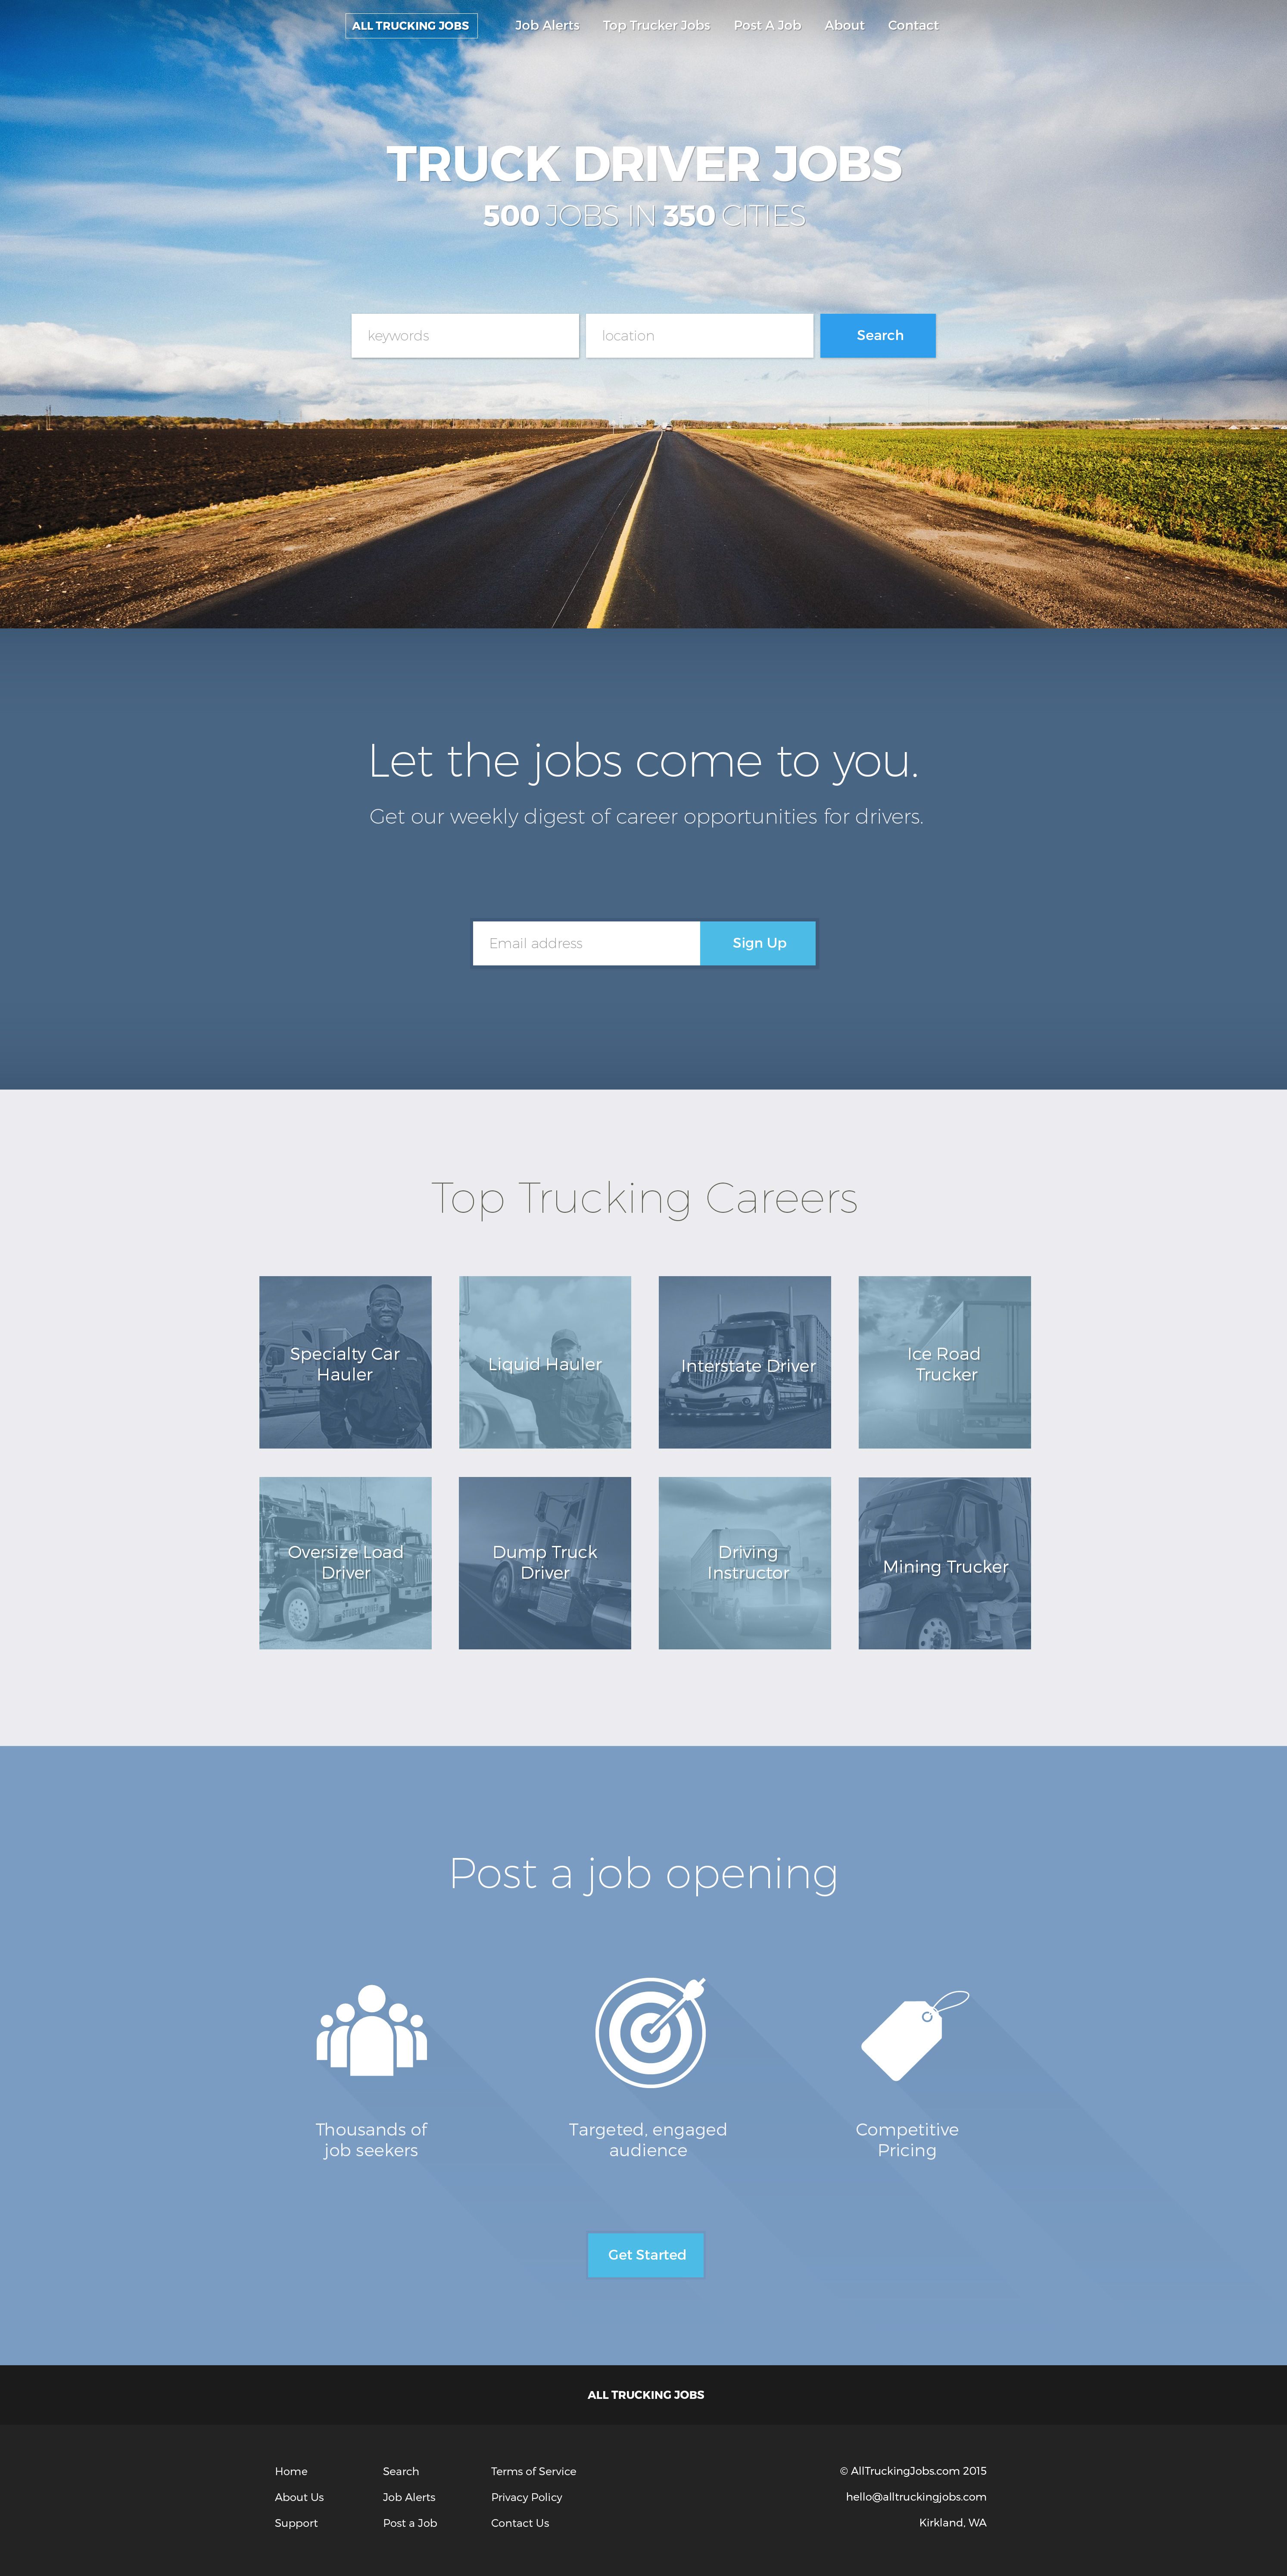 ALL TRUCKING JOBS
Job Alerts
Top Trucker Jobs
Post A Job
About
Contact
TRUCK DRIVER JOBS
500 JOBS IN 350 CITIES
keywords
location
Search
Let the jobs come to you.
Get our weekly digest of career opportunities for drivers.
Email address
Sign Up
Top Trucking Careers
Specialty Car
Hauler
Liquid Hauler
Interstate Driver
Ice Road
Trucker
Oversize Load
Driver
STUDENT DRIVER
Dump Truck
Driver
Driving
Instructor
Mining Trucker
Post a job opening
Thousands of
job seekers
Targeted, engaged
audience
Competitive
Pricing
Get Started
ALL TRUCKING JOBS
Home
About Us
Support
Search
Job Alerts
Post a Job
Terms of Service
Privacy Policy
Contact Us
© AllTruckingJobs.com 2015
hello@alltruckingjobs.com
Kirkland, WA